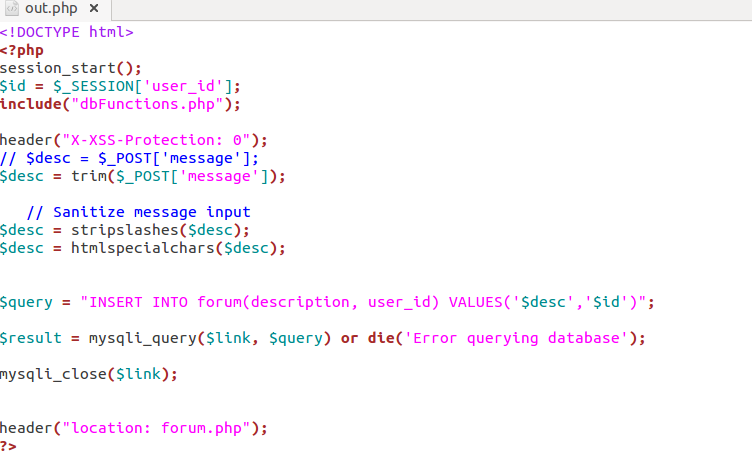 out.php ×
<!DOCTYPE html>
<?php
session_start();
$id = $_SESSION['user_id'];
include("dbFunctions.php");
header("X-XSS-Protection: 0");
// $desc = $_POST['message'];
$desc = trim($_POST['message']);
// Sanitize message input
$desc = stripslashes($desc);
$desc = htmlspecialchars($desc);
$query = "INSERT INTO forum(description, user_id) VALUES('$desc','$id')";
$result = mysqli_query($link, $query) or die('Error querying database');
mysqli_close($link);
header("location: forum.php");
?>